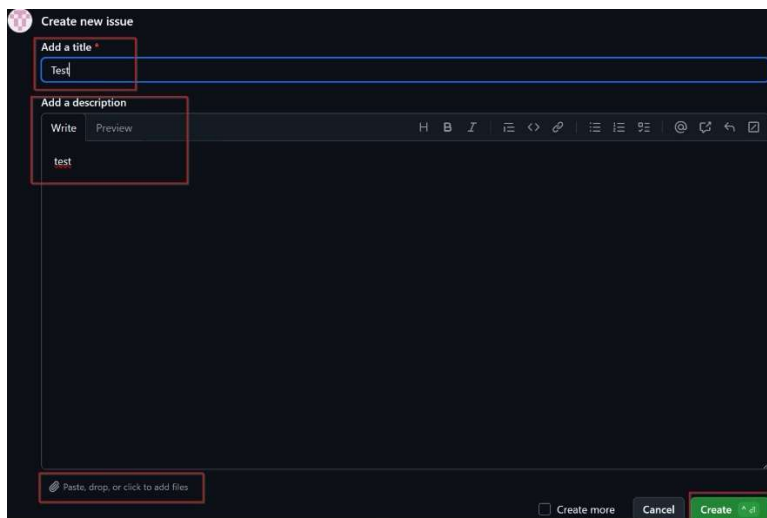 Create new issue
Add a title *
Test
Add a description
Write Preview H B I
test
Paste, drop, or click to add files
Create more Cancel Create